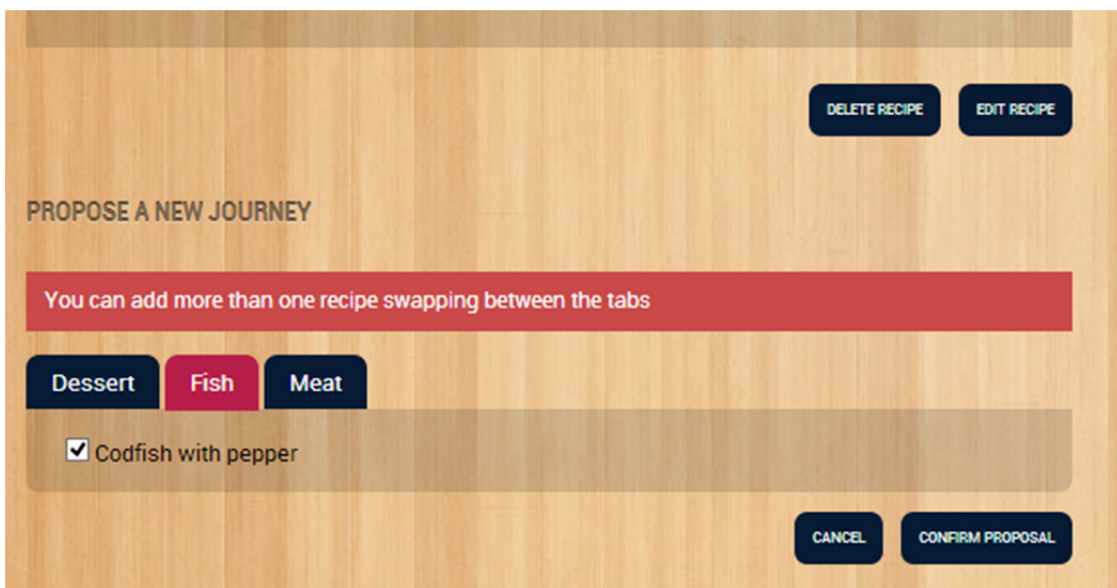 DELETE RECIPE EDIT RECIPE
PROPOSE A NEW JOURNEY
You can add more than one recipe swapping between the tabs
Dessert Fish Meat
Codfish with pepper
CANCEL CONFIRM PROPOSAL